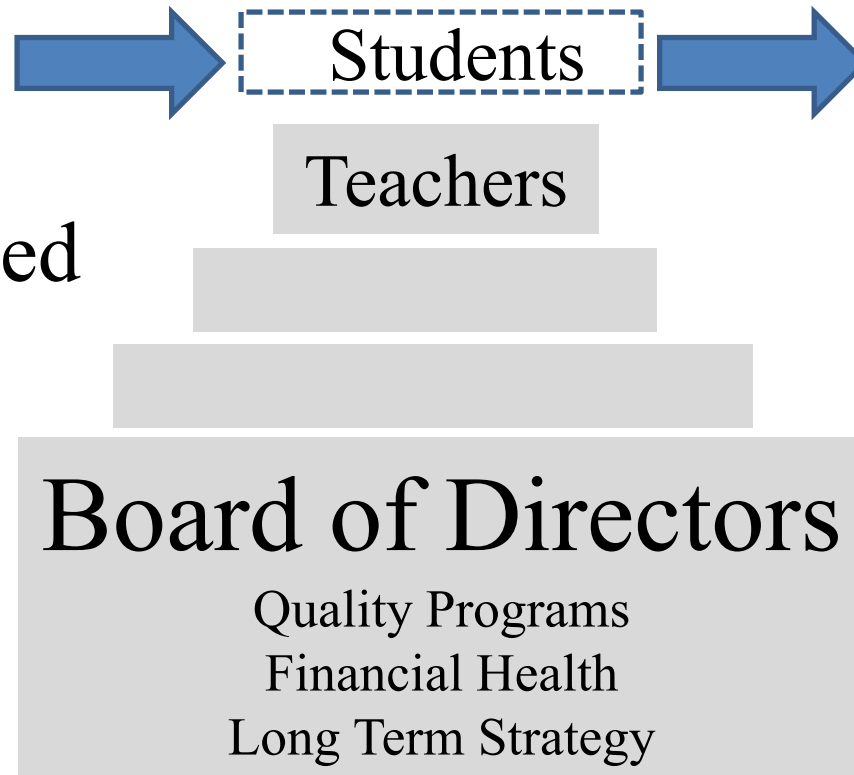 Students
Teachers
ed
Board of Directors
Quality Programs
Financial Health
Long Term Strategy